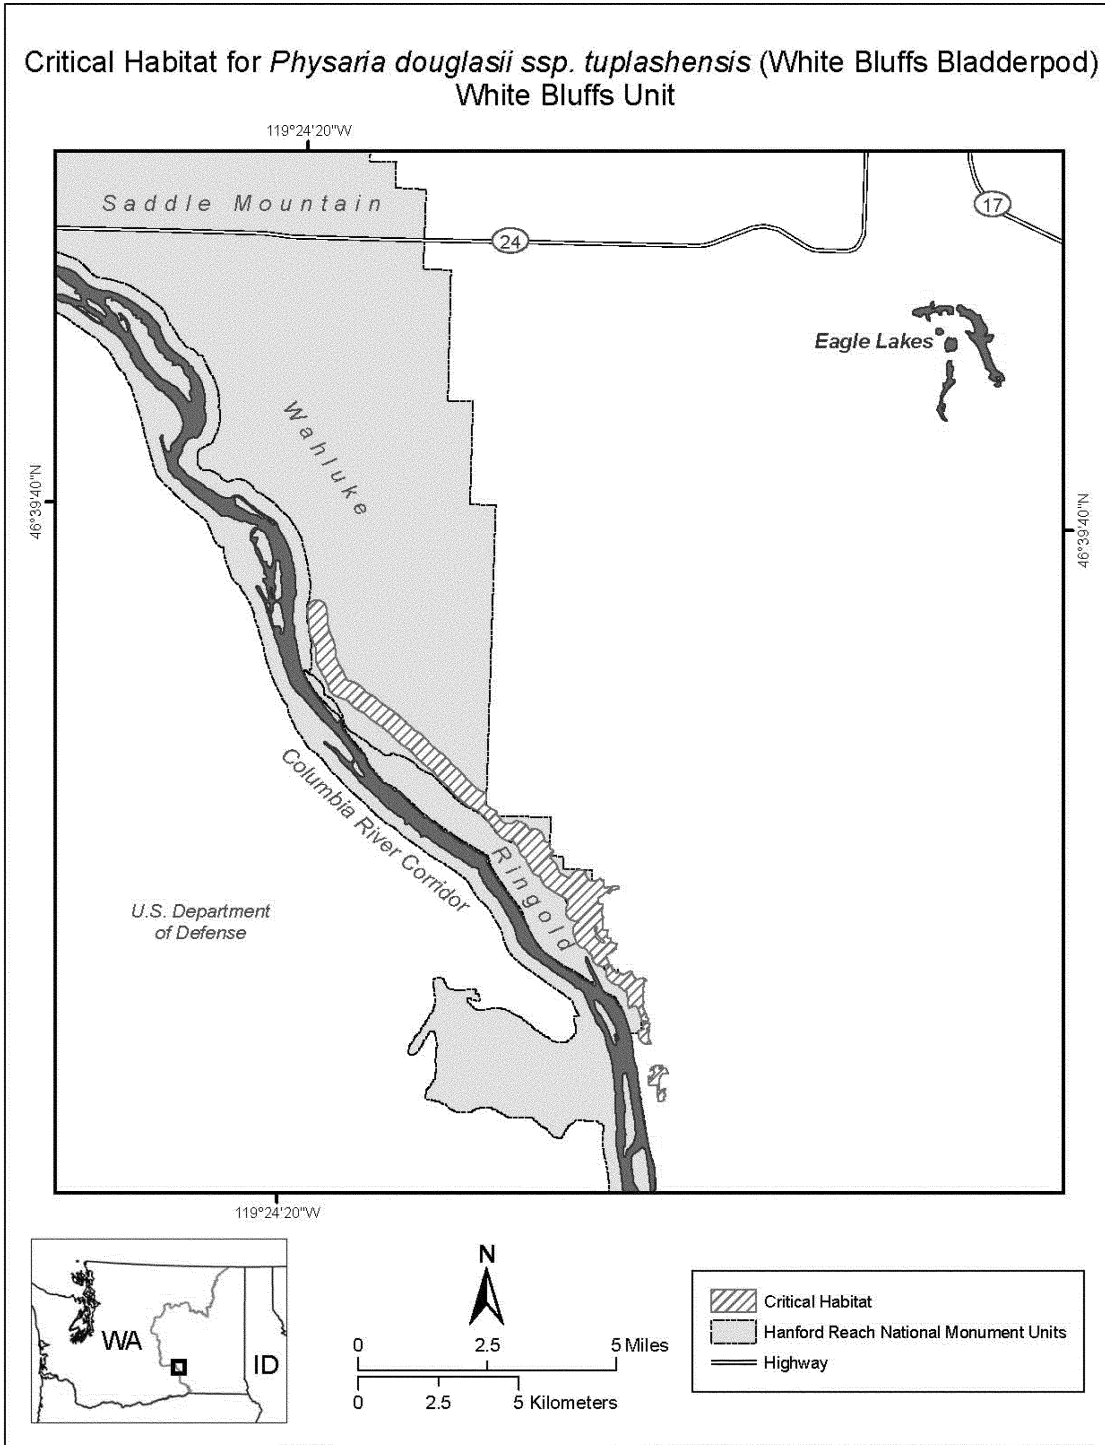 Critical Habitat for Physaria douglasii ssp. tuplashensis (White Bluffs Bladderpod)
White Bluffs Unit
119°24'20"W
Saddle Mountain
24
17
Eagle Lakes
Wahluke
46°39'40"N
46°39'40"N
Columbia River Corridor
Ringold
U.S. Department
of Defense
119°24'20"W
WA
ID
N
0 2.5 5 Miles
0 2.5 5 Kilometers
Critical Habitat
Hanford Reach National Monument Units
Highway